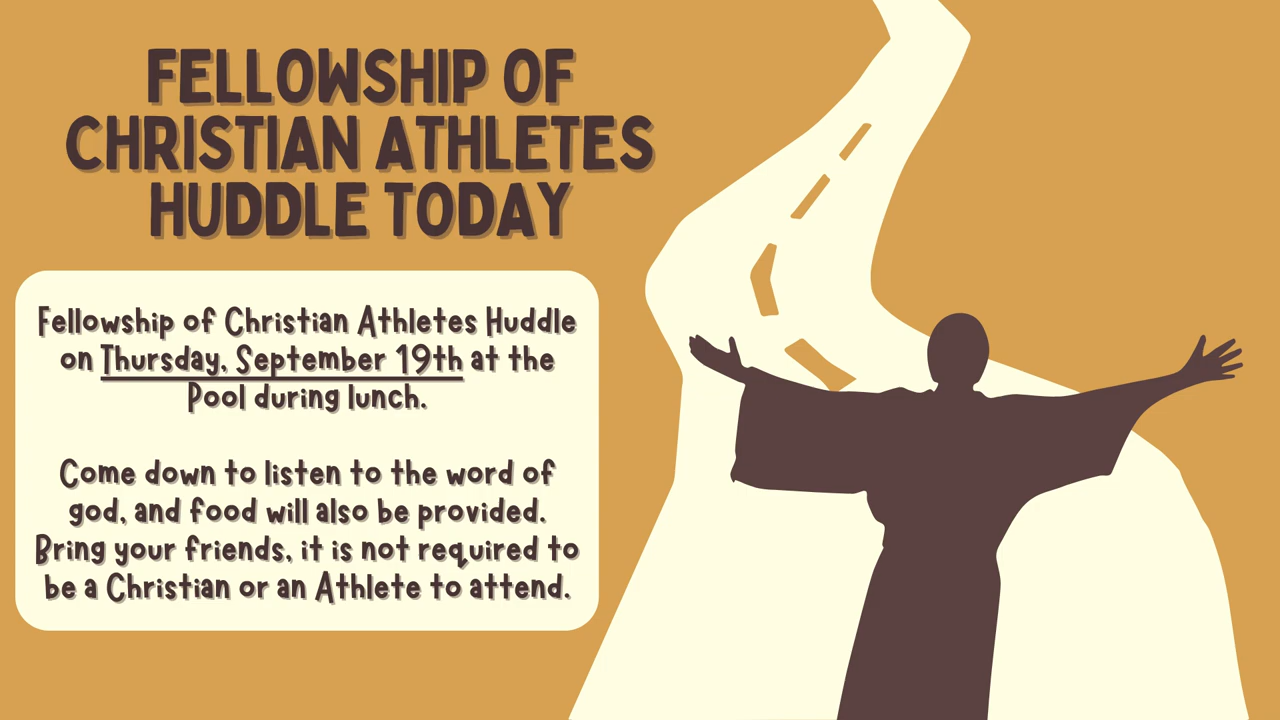 FELLOWSHIP OF
CHRISTIAN ATHLETES
HUDDLE TODAY
Fellowship of Christian Athletes Huddle
on Thursday, September 19th at the
Pool during lunch.
Come down to listen to the word of
god, and food will also be provided.
Bring your friends, it is not required to
be a Christian or an Athlete to attend.